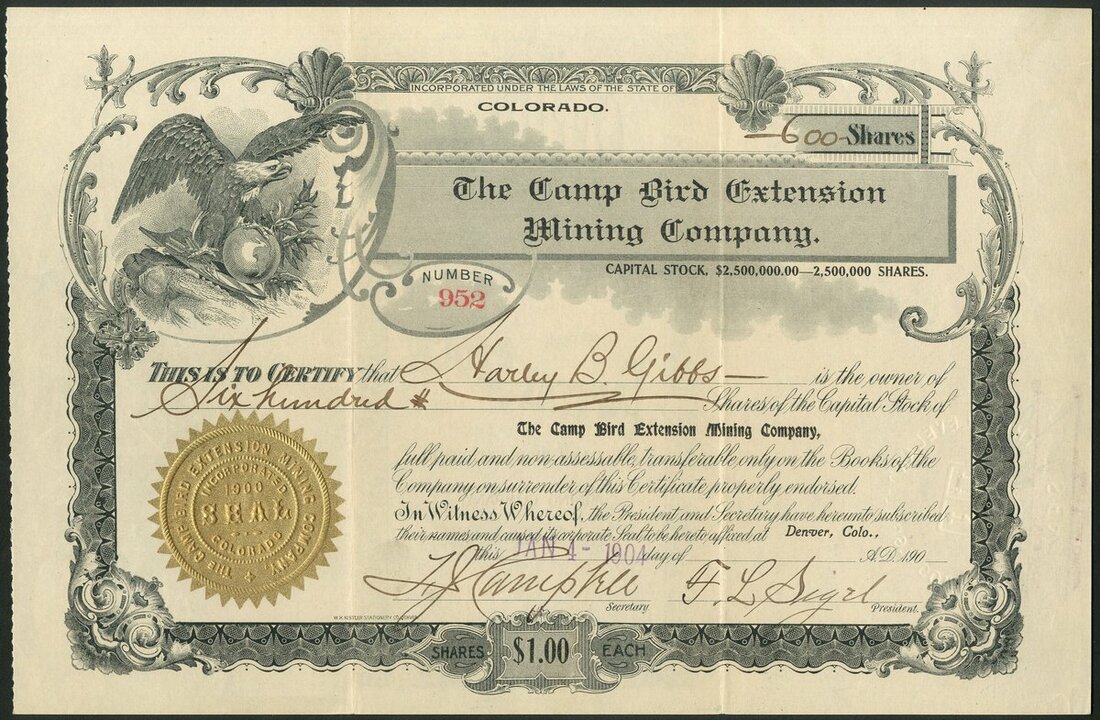 INCORPORATED UNDER THE LAWS OF THE STATE OF
COLORADO.
600 Shares
The Camp Bird Extension
Mining Company.
CAPITAL STOCK, $2,500,000.00—2,500,000 SHARES.
NUMBER
952
THIS IS TO CERTIFY that Harley B. Gibbs is the owner of
Six hundred Shares of the Capital Stock of
The Camp Bird Extension Mining Company,
full paid and non-assessable, transferable only on the Books of the
Company on surrender of this Certificate properly endorsed.
In Witness Whereof, the President and Secretary have hereunto subscribed
their names and caused its corporate Seal to be hereto affixed at Denver, Colo.,
this JAN 4- 1904 day of A.D. 190
THE CAMP BIRD EXTENSION MINING COMPANY
INCORPORATED
1900
SEAL
COLORADO
Campbell
Secretary
F. L. Sigel
President.
SHARES $1.00 EACH